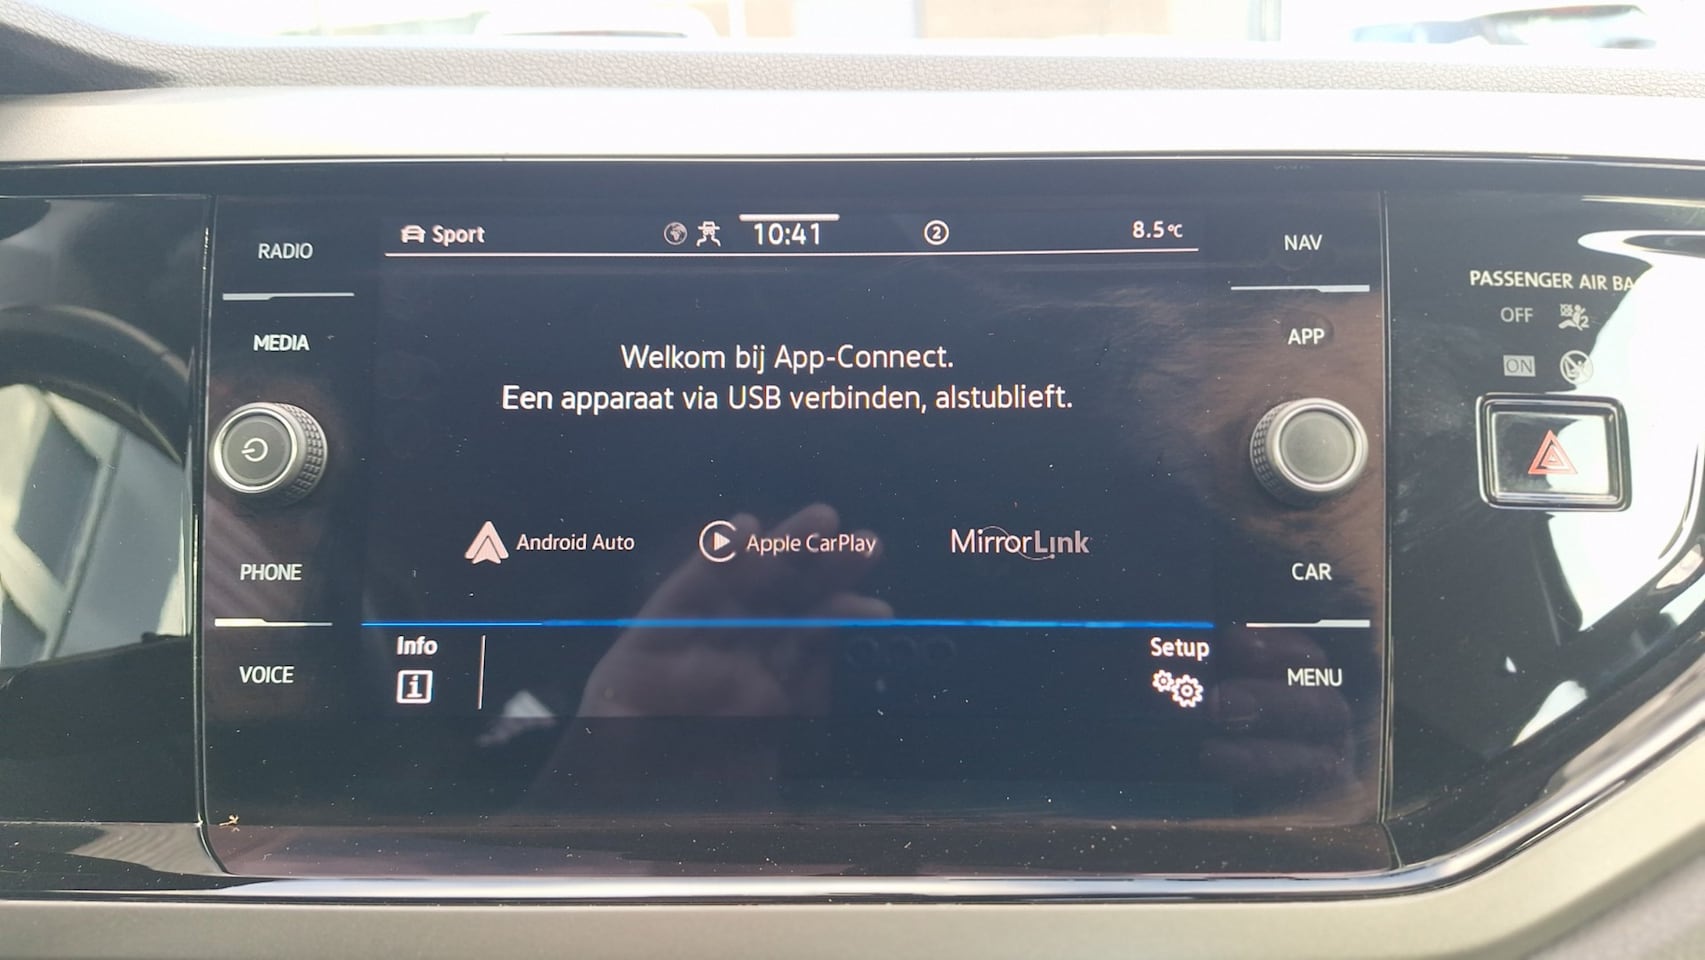 RADIO
MEDIA
PHONE
VOICE
Sport
10:41
2
8.5°C
Welkom bij App-Connect.
Een apparaat via USB verbinden, alstublieft.
Android Auto
Apple CarPlay
MirrorLink
Info
Setup
NAV
APP
CAR
MENU
PASSENGER AIR BA
OFF
2
ON